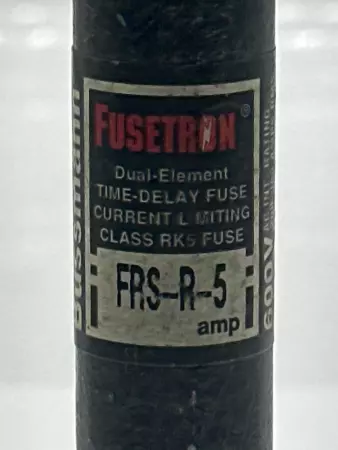 FUSETRON®
Dual-Element
TIME-DELAY FUSE
CURRENT L MITING
CLASS RK5 FUSE
FRS-R-5
amp
Bussmann
600V